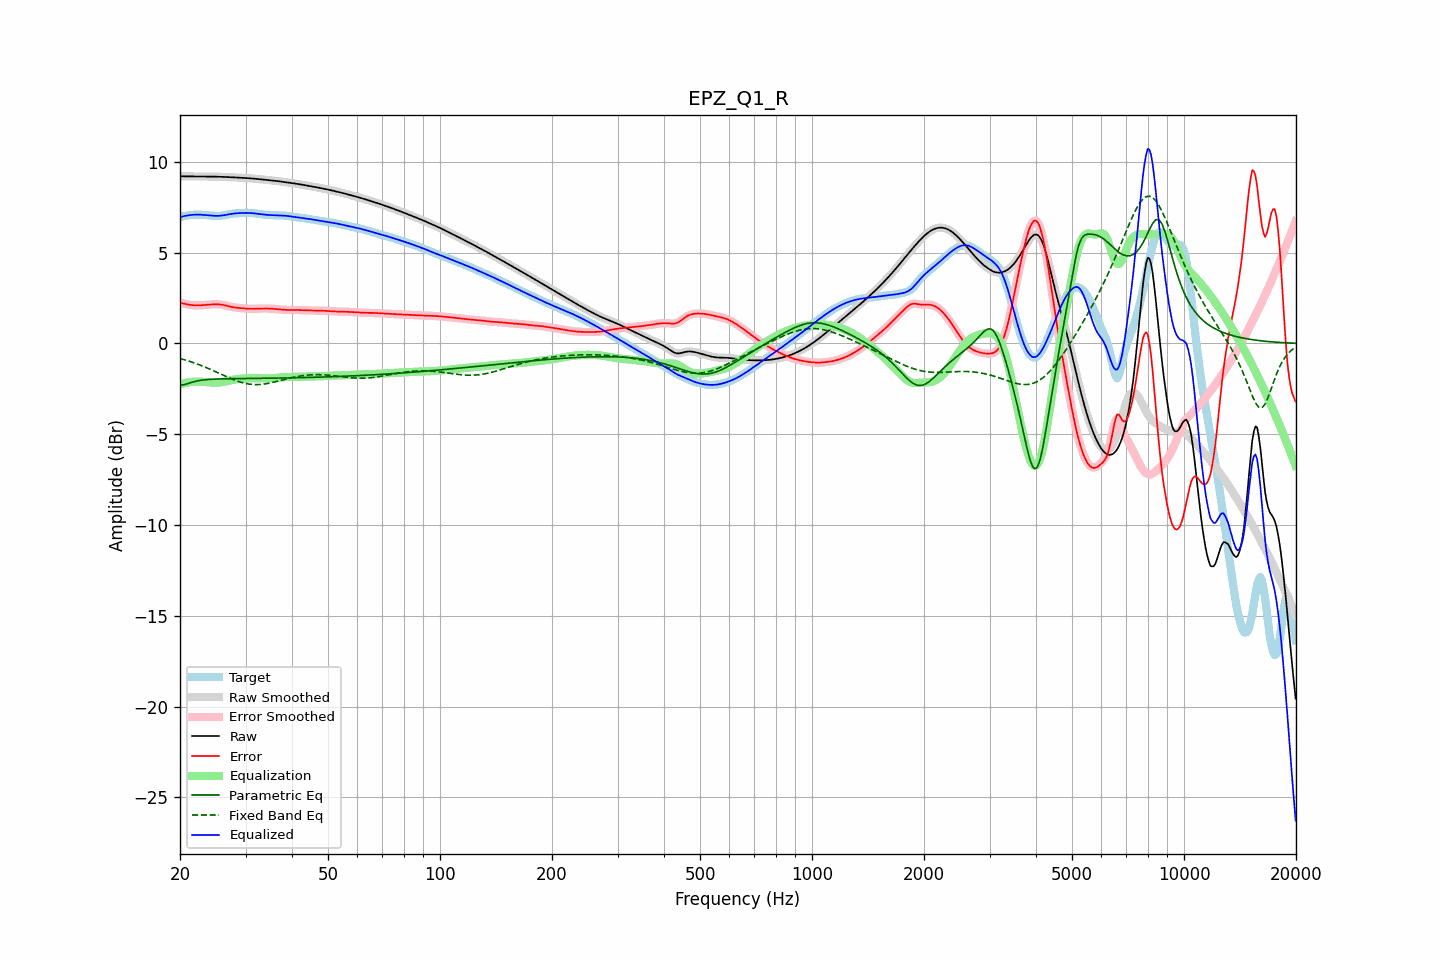 EPZ_Q1_R
Amplitude (dBr)
10
5
0
−5
−10
−15
−20
−25
Target
Raw Smoothed
Error Smoothed
Raw
Error
Equalization
Parametric Eq
Fixed Band Eq
Equalized
20 50 100 200 500 1000 2000 5000 10000 20000
Frequency (Hz)